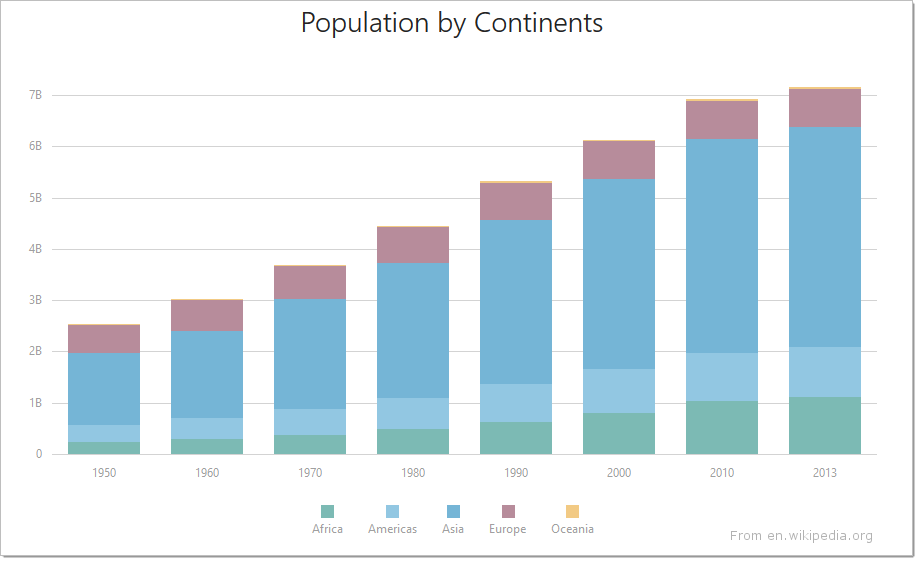 Population by Continents
7B
6B
5B
4B
3B
2B
1B
0
1950 1960 1970 1980 1990 2000 2010 2013
Africa Americas Asia Europe Oceania
From en.wikipedia.org